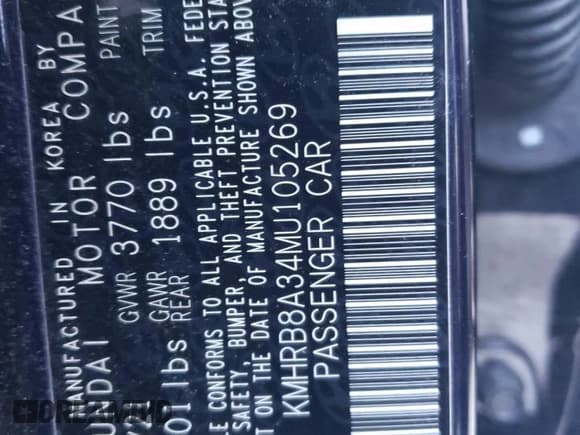 MANUFACTURED IN KOREA BY
MOTOR COMPA
GVWR 3770 lbs PAINT
GAWR
REAR 1889 lbs TRIM
01 lbs
CONFORMS TO ALL APPLICABLE U.S.A. FEDE
SAFETY, BUMPER, AND THEFT PREVENTION STA
ON THE DATE OF MANUFACTURE SHOWN ABOV
KMHRB8A34MU105269
PASSENGER CAR